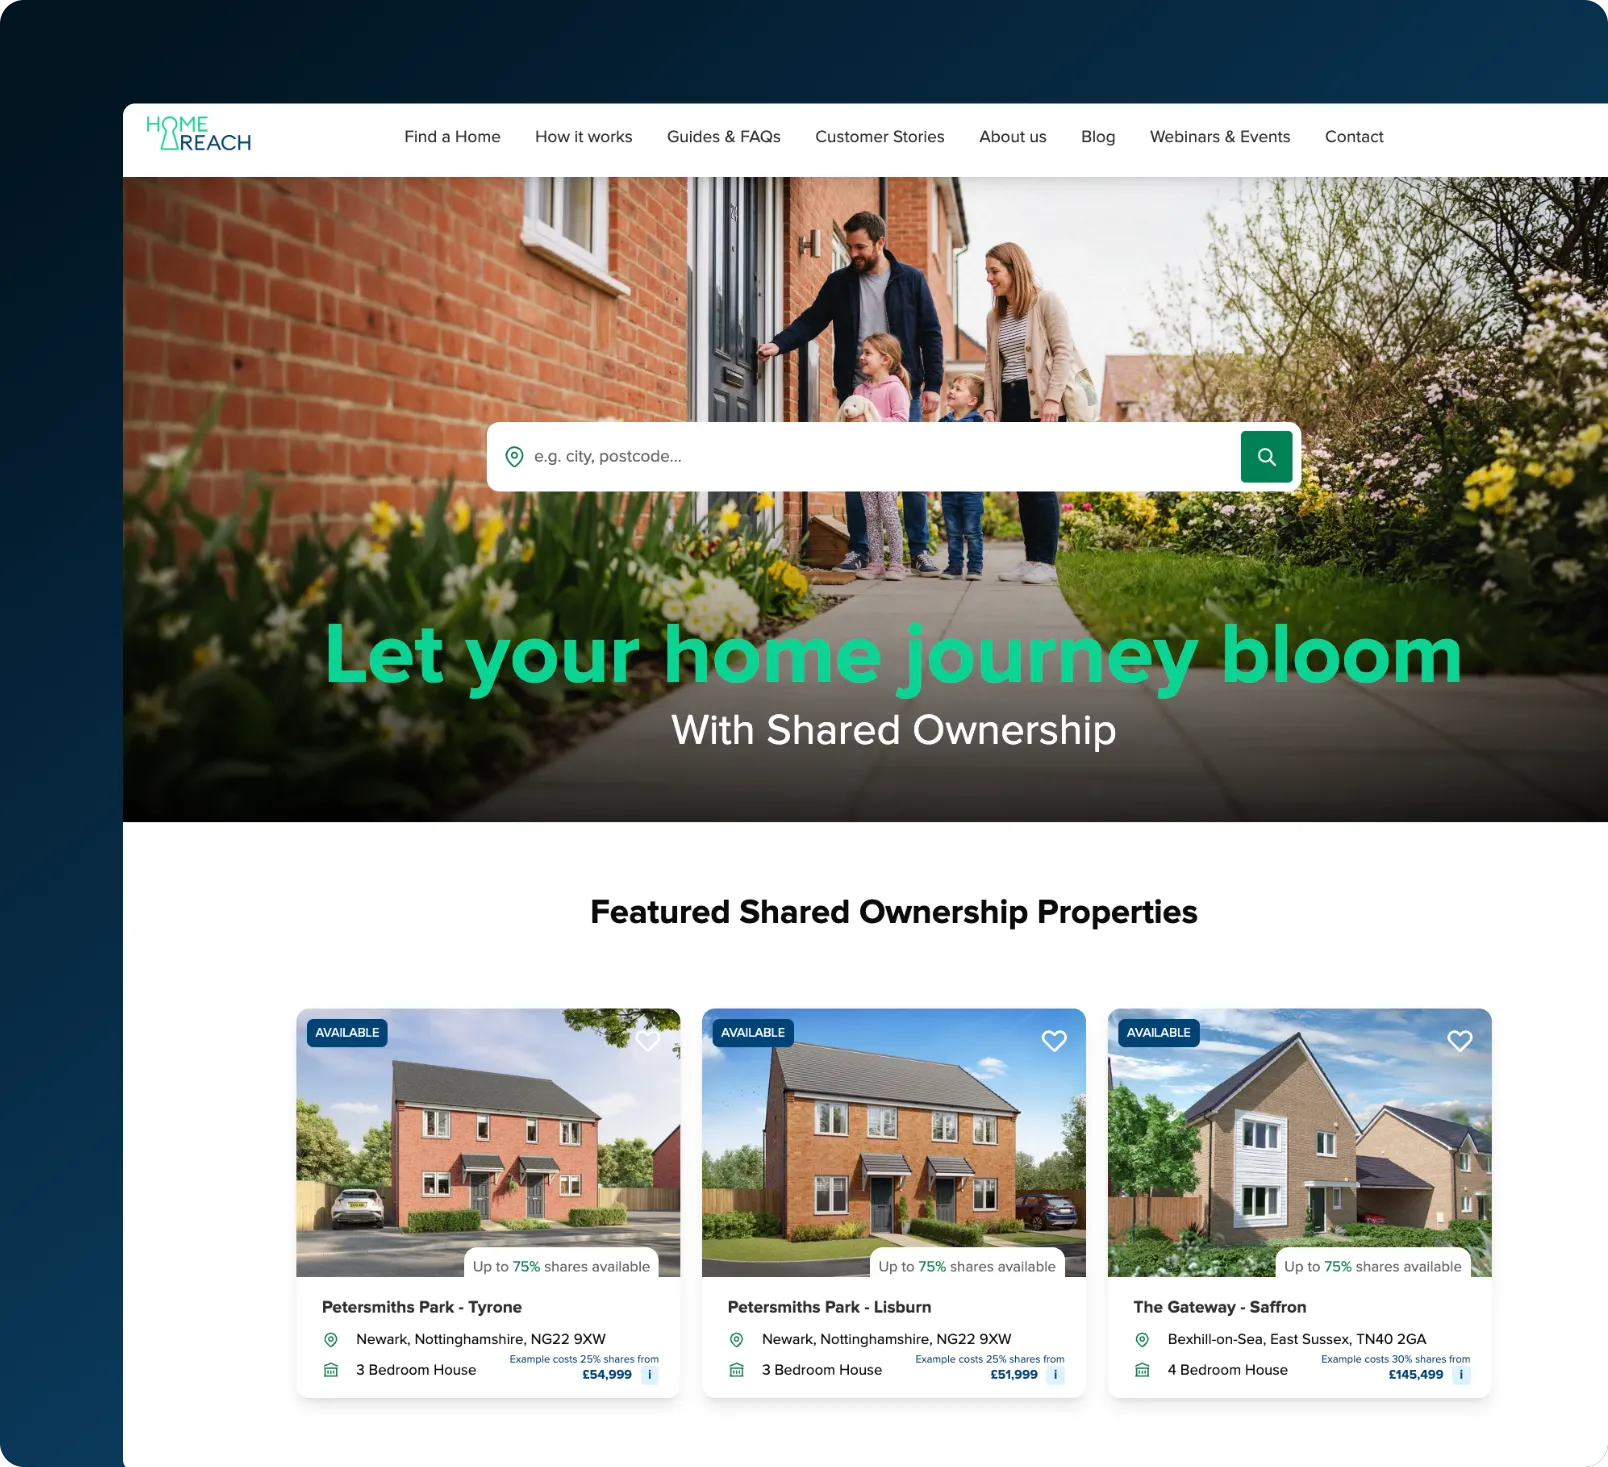 HOME
REACH
Find a Home
How it works
Guides & FAQs
Customer Stories
About us
Blog
Webinars & Events
Contact
e.g. city, postcode...
Let your home journey bloom
With Shared Ownership
Featured Shared Ownership Properties
AVAILABLE
Up to 75% shares available
Petersmiths Park - Tyrone
Newark, Nottinghamshire, NG22 9XW
3 Bedroom House
Example costs 25% shares from
£54,999 i
AVAILABLE
Up to 75% shares available
Petersmiths Park - Lisburn
Newark, Nottinghamshire, NG22 9XW
3 Bedroom House
Example costs 25% shares from
£51,999 i
AVAILABLE
Up to 75% shares available
The Gateway - Saffron
Bexhill-on-Sea, East Sussex, TN40 2GA
4 Bedroom House
Example costs 30% shares from
£145,499 i